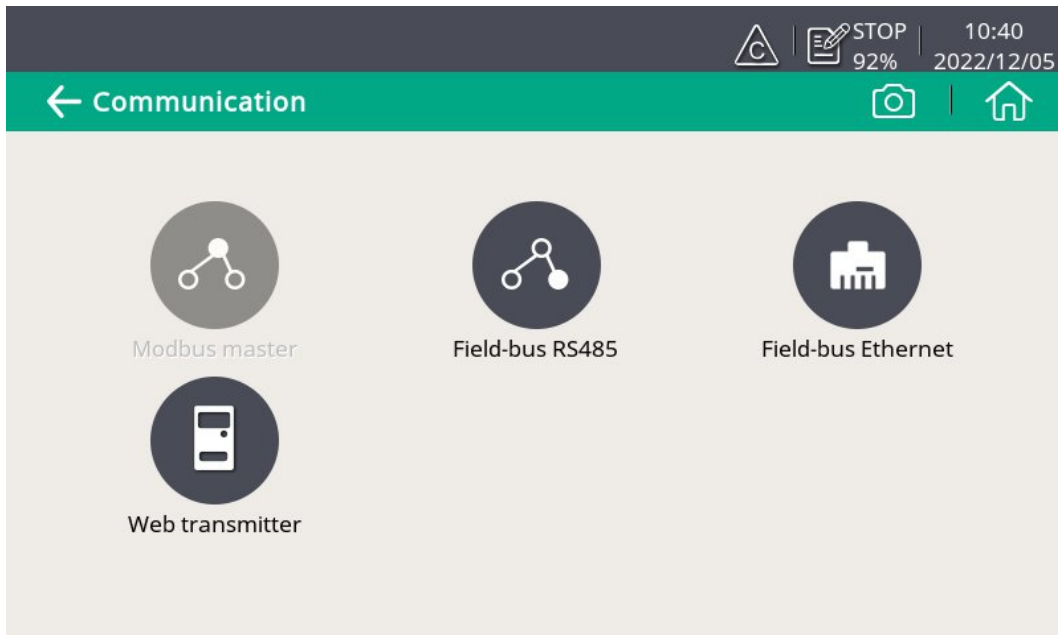 C
STOP
92%
10:40
2022/12/05
Communication
Modbus master
Field-bus RS485
Field-bus Ethernet
Web transmitter